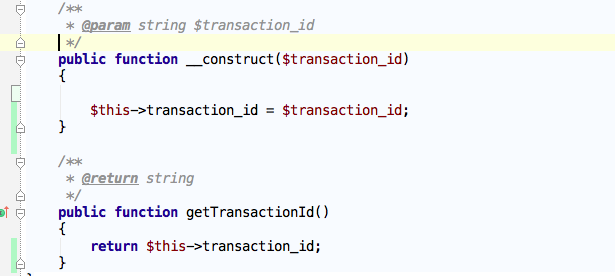 /**
 * @param string $transaction_id
 */
public function __construct($transaction_id)
{
    $this->transaction_id = $transaction_id;
}
/**
 * @return string
 */
public function getTransactionId()
{
    return $this->transaction_id;
}